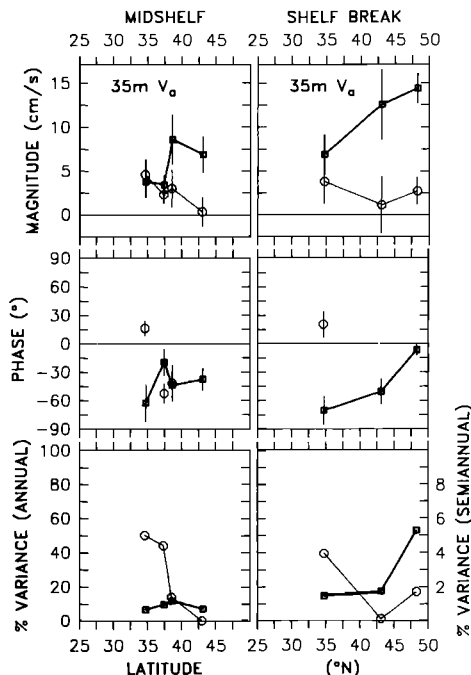 MIDSHELF SHELF BREAK
25 30 35 40 45 50 25 30 35 40 45 50
35m Va 35m Va
MAGNITUDE (cm/s)
15
10
5
0
PHASE (°)
90
60
30
0
-30
-60
-90
% VARIANCE (ANNUAL)
100
80
60
40
20
0
% VARIANCE (SEMIANNUAL)
8
6
4
2
25 30 35 40 45 25 30 35 40 45 50
LATITUDE (°N)